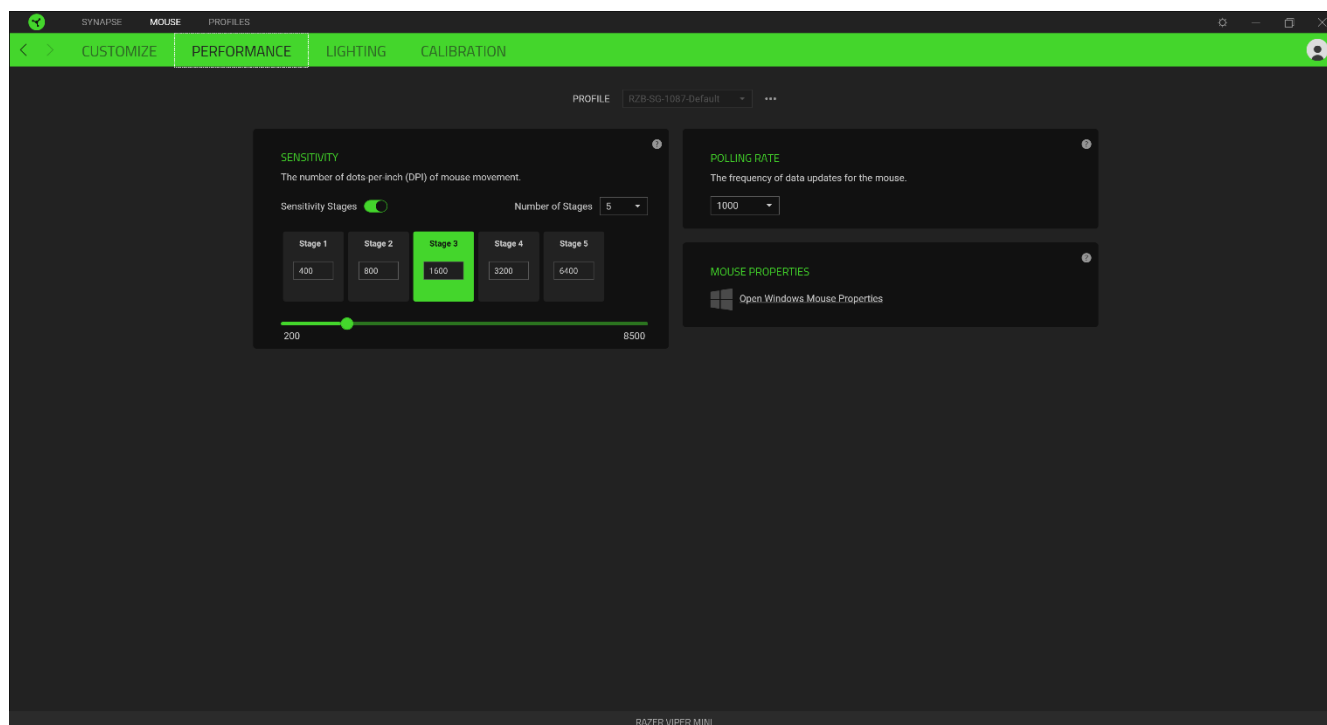 SYNAPSE MOUSE PROFILES
CUSTOMIZE PERFORMANCE LIGHTING CALIBRATION
PROFILE RZB-SG-1087-Default
SENSITIVITY
The number of dots-per-inch (DPI) of mouse movement.
Sensitivity Stages Number of Stages 5
Stage 1 Stage 2 Stage 3 Stage 4 Stage 5
400 800 1600 3200 6400
200 8500
POLLING RATE
The frequency of data updates for the mouse.
1000
MOUSE PROPERTIES
Open Windows Mouse Properties
RAZER VIPER MINI